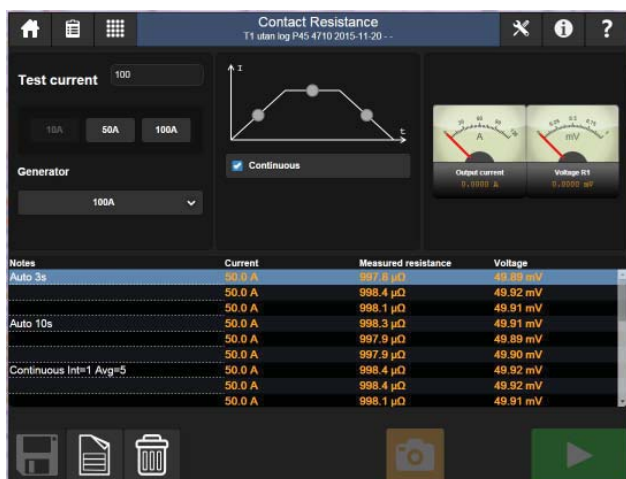 Contact Resistance
T1 utan log P45 4710 2015-11-20 - -
?
Test current 100
10A 50A 100A
Generator
100A
I
t
Continuous
A
mV
Output current
0.0000 A
Voltage R1
0.0000 mV
Notes Current Measured resistance Voltage
Auto 3s 50.0 A 997.8 µΩ 49.89 mV
50.0 A 998.4 µΩ 49.92 mV
50.0 A 998.1 µΩ 49.91 mV
Auto 10s 50.0 A 998.3 µΩ 49.91 mV
50.0 A 997.9 µΩ 49.89 mV
50.0 A 997.9 µΩ 49.90 mV
Continuous Int=1 Avg=5 50.0 A 998.4 µΩ 49.92 mV
50.0 A 998.4 µΩ 49.92 mV
50.0 A 998.1 µΩ 49.91 mV